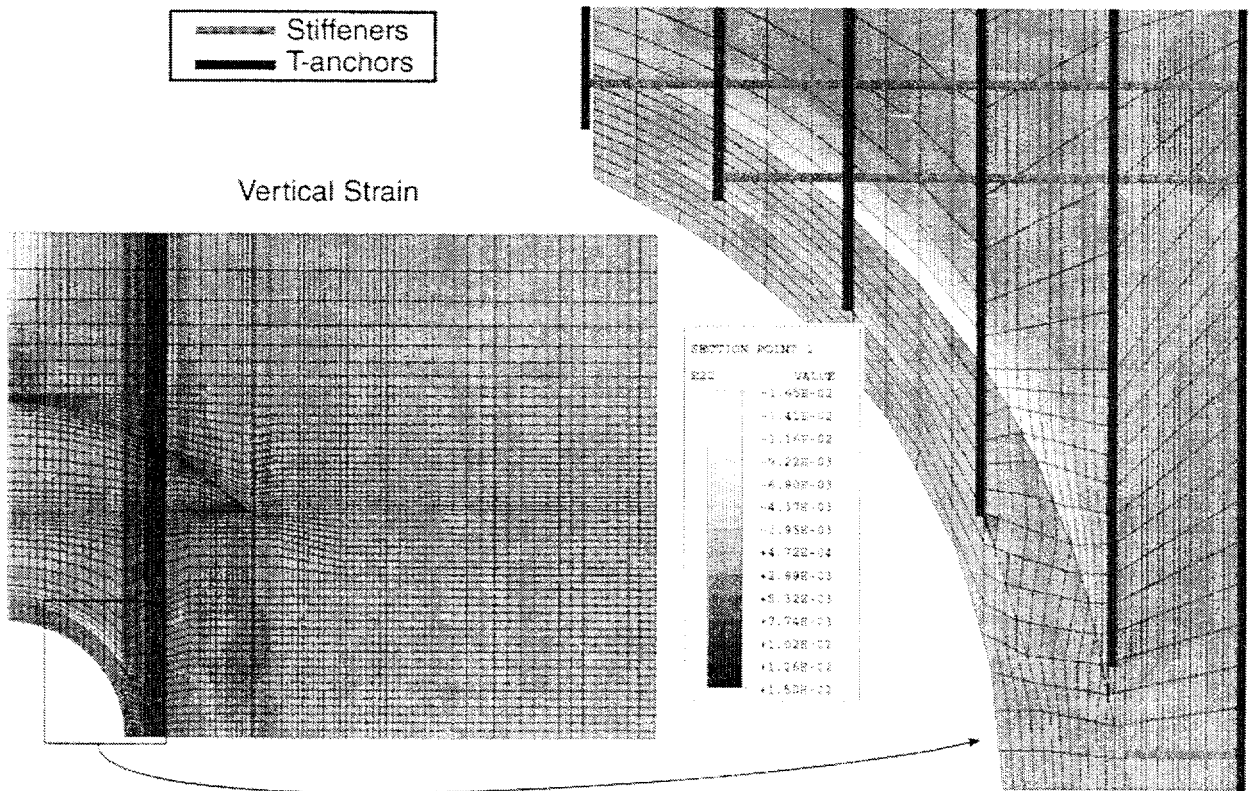 Stiffeners
T-anchors
Vertical Strain
SECTION POINT 1
E22 VALUE
-1.65E-02
-1.41E-02
-1.16E-02
-9.22E-03
-6.80E-03
-4.37E-03
-1.95E-03
+4.72E-04
+2.89E-03
+5.32E-03
+7.74E-03
+1.02E-02
+1.26E-02
+1.50E-02